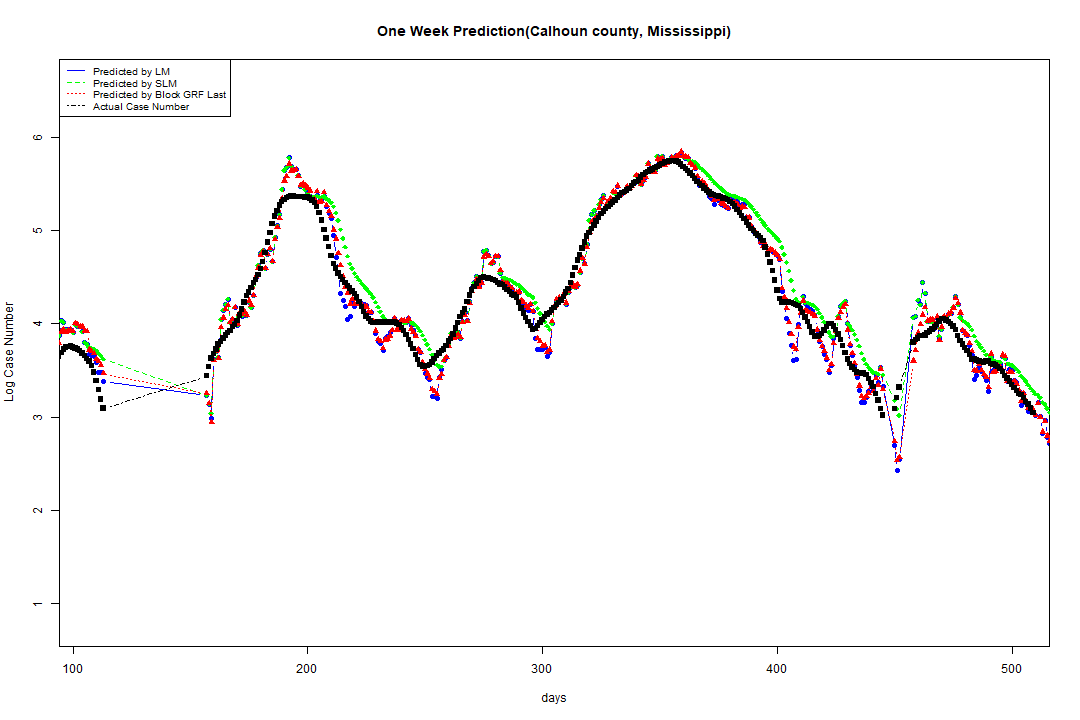 One Week Prediction(Calhoun county, Mississippi)
Predicted by LM
Predicted by SLM
Predicted by Block GRF Last
Actual Case Number
6
5
4
3
2
1
Log Case Number
100 200 300 400 500
days